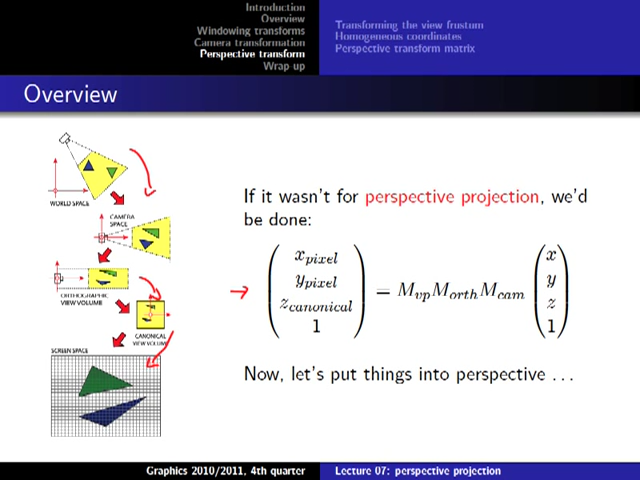 Introduction
Overview
Windowing transforms
Camera transformation
Perspective transform
Wrap-up
Transforming the view frustum
Homogeneous coordinates
Perspective transform matrix
Overview
WORLD SPACE
CAMERA
SPACE
ORTHOGRAPHIC
VIEW VOLUME
CANONICAL
VIEW VOLUME
SCREEN SPACE
If it wasn't for perspective projection, we'd
be done:
x_pixel
y_pixel
z_canonical
1
= M_vp M_orth M_cam
x
y
z
1
Now, let's put things into perspective ...
Graphics 2010/2011, 4th quarter
Lecture 07: perspective projection